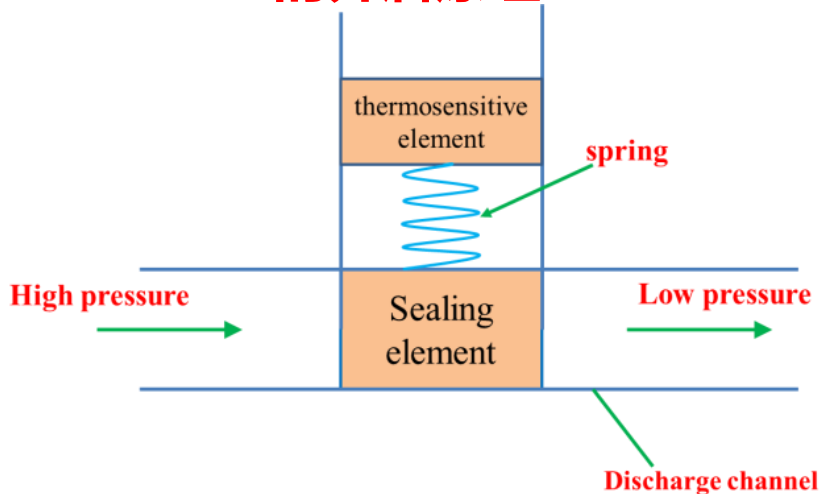 thermosensitive
element
spring
High pressure
Low pressure
Sealing
element
Discharge channel